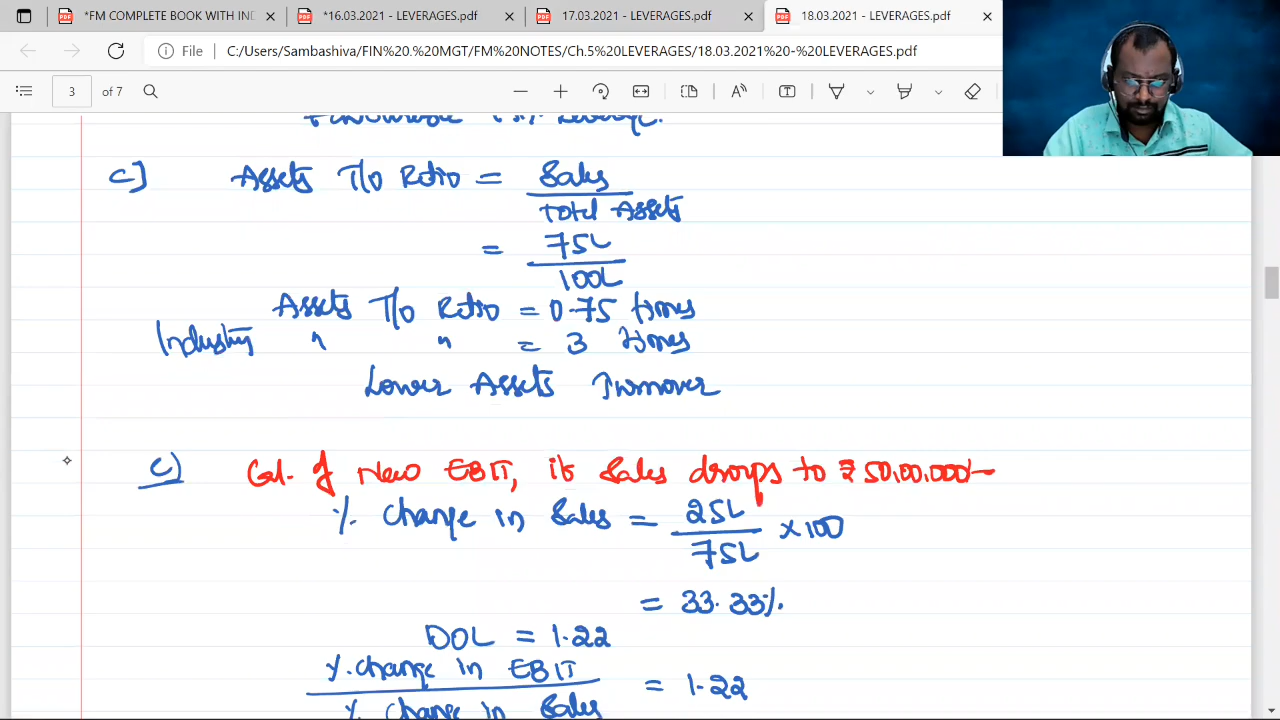 *FM COMPLETE BOOK WITH IND
*16.03.2021 - LEVERAGES.pdf
17.03.2021 - LEVERAGES.pdf
18.03.2021 - LEVERAGES.pdf
File C:/Users/Sambashiva/FIN%20.%20MGT/FM%20NOTES/Ch.5%20LEVERAGES/18.03.2021%20-%20LEVERAGES.pdf
3 of 7
c] Assets T/o Ratio = Sales
Total Assets
= 75L
100L
Assets T/o Ratio = 0.75 times
Industry " " = 3 times
Lower Assets Turnover
c) Cal. of New EBIT, if Sales drops to ₹50,00,000/-
% change in Sales = 25L
75L × 100
= 33.33%.
DOL = 1.22
%.change in EBIT
= 1.22
% change in Sales